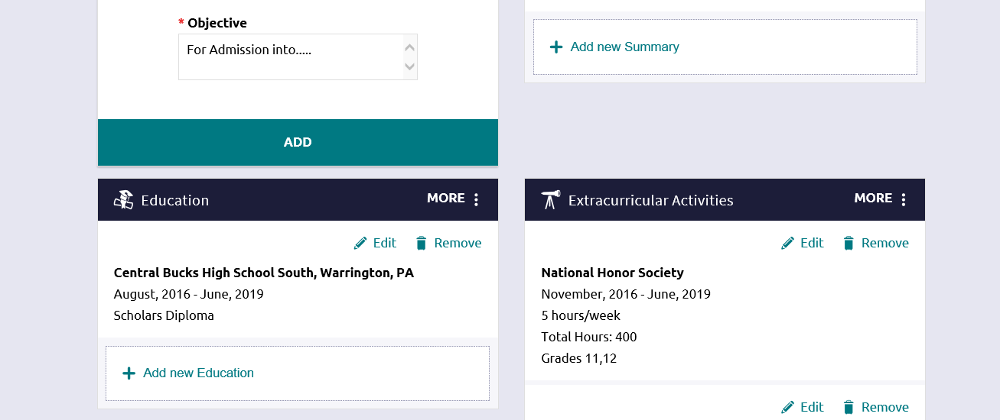 * Objective
For Admission into.....
ADD
Add new Summary
Education
MORE
Edit
Remove
Central Bucks High School South, Warrington, PA
August, 2016 - June, 2019
Scholars Diploma
Add new Education
Extracurricular Activities
MORE
Edit
Remove
National Honor Society
November, 2016 - June, 2019
5 hours/week
Total Hours: 400
Grades 11,12
Edit
Remove